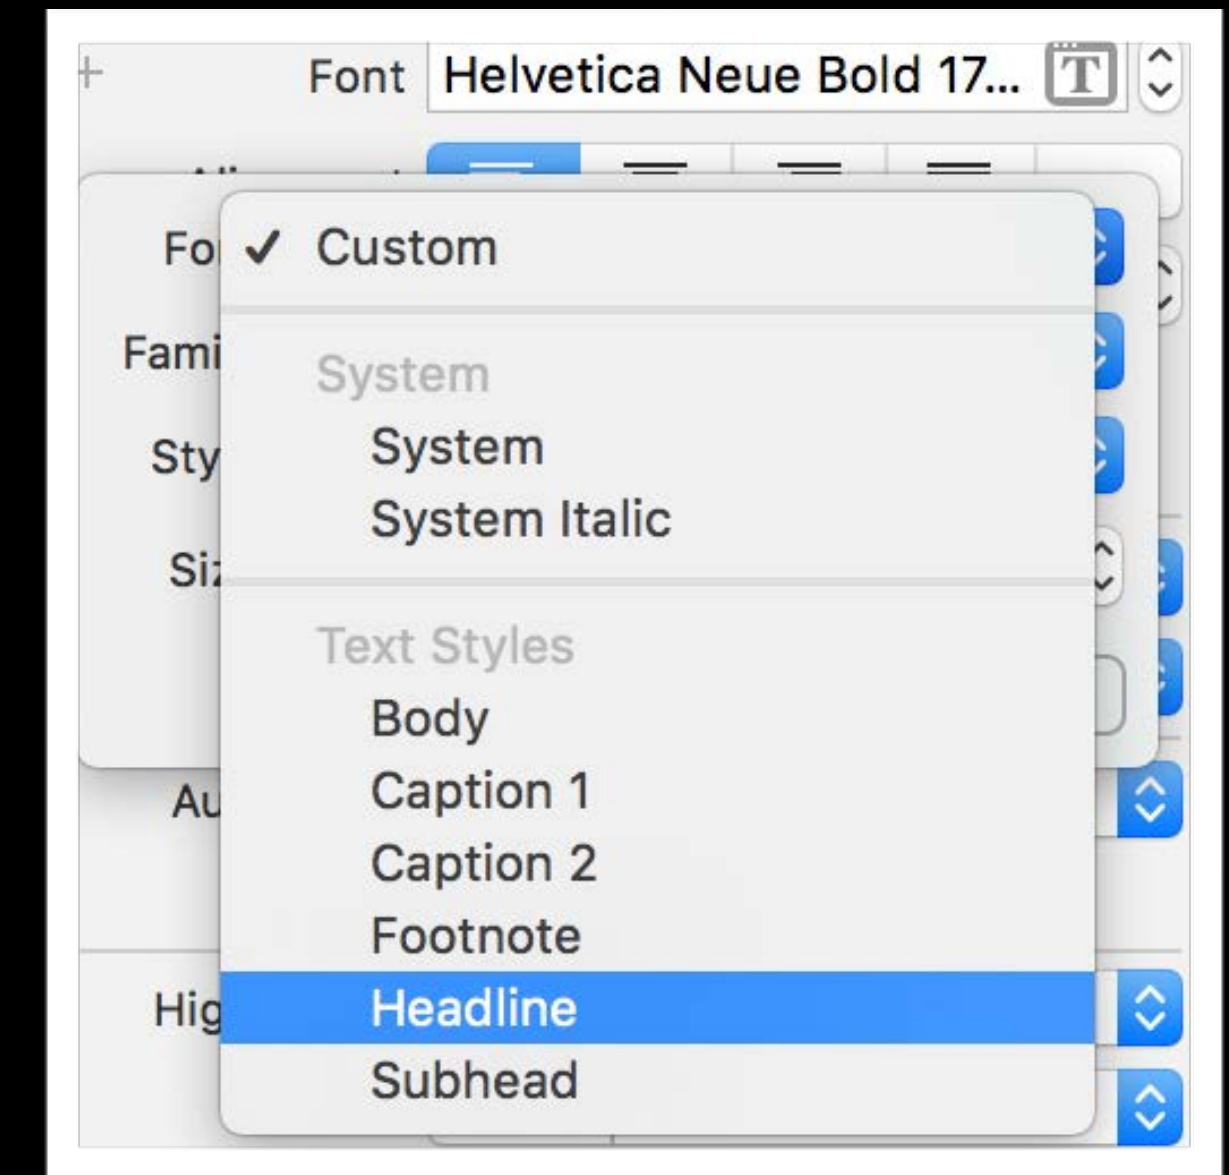 Font Helvetica Neue Bold 17... T
✓ Custom
System
System
System Italic
Text Styles
Body
Caption 1
Caption 2
Footnote
Headline
Subhead